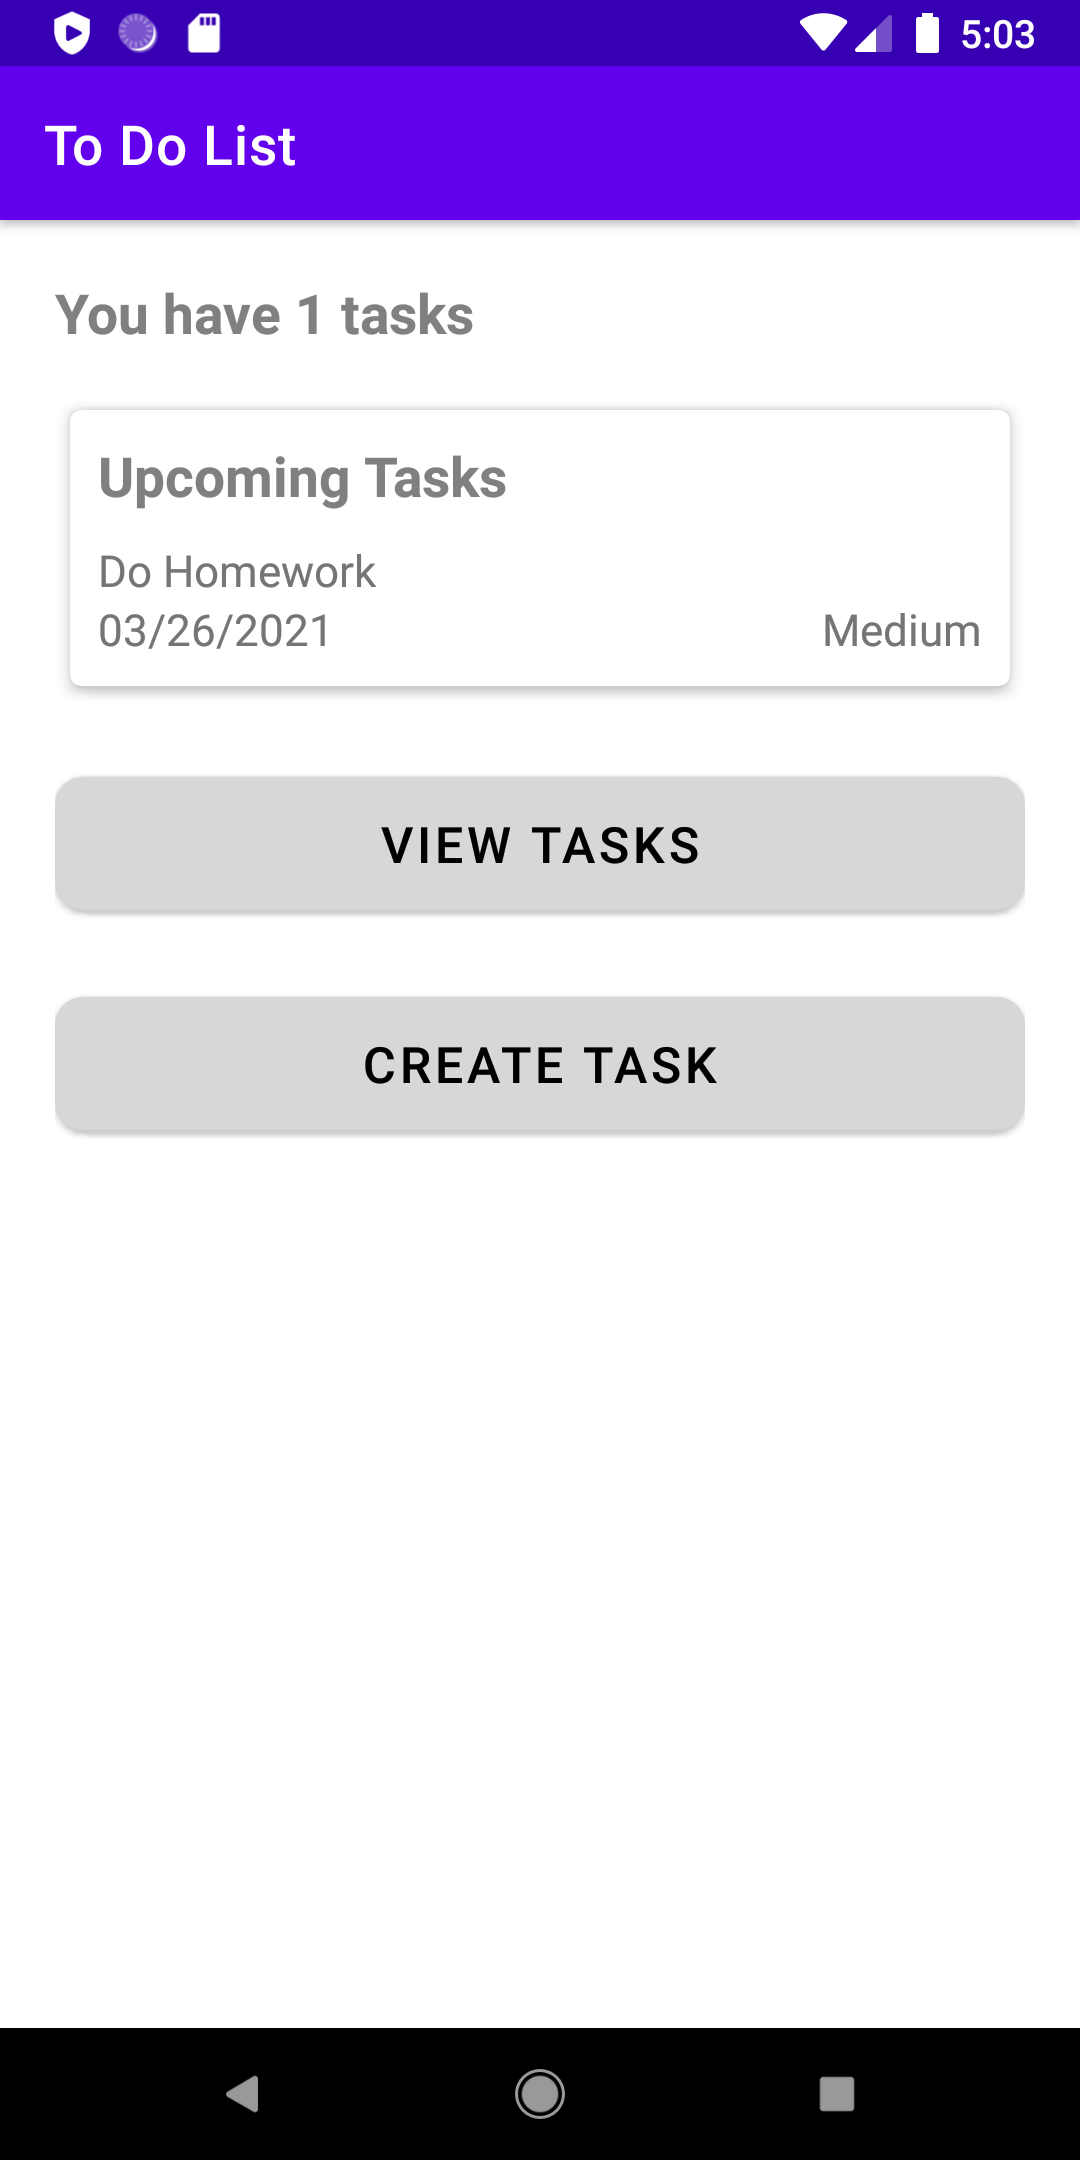 5:03
To Do List
You have 1 tasks
Upcoming Tasks
Do Homework
03/26/2021 Medium
VIEW TASKS
CREATE TASK